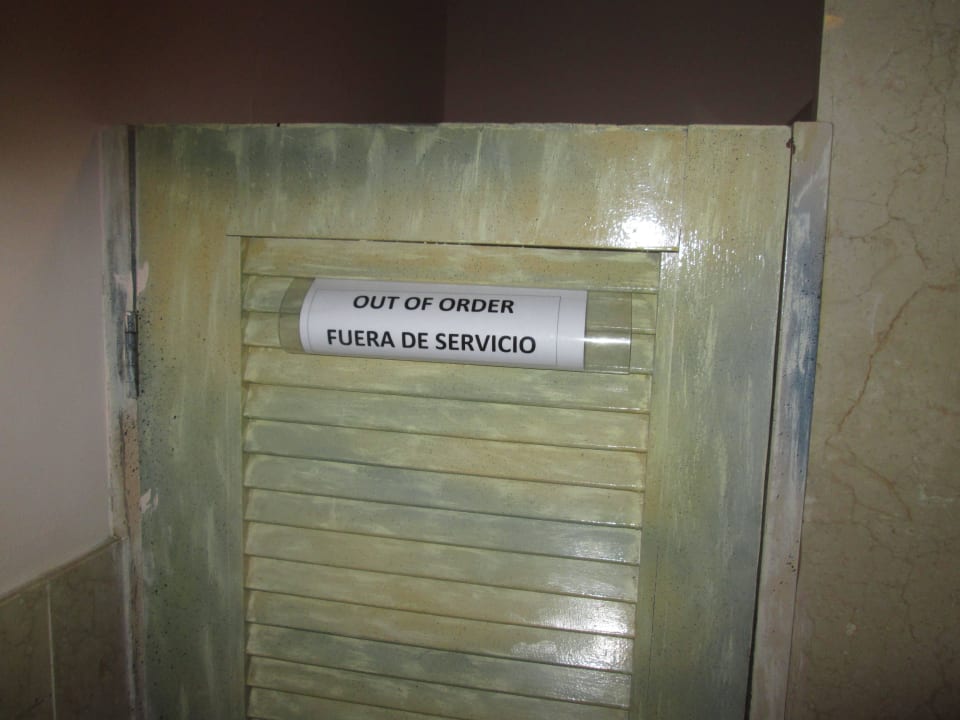 OUT OF ORDER
FUERA DE SERVICIO